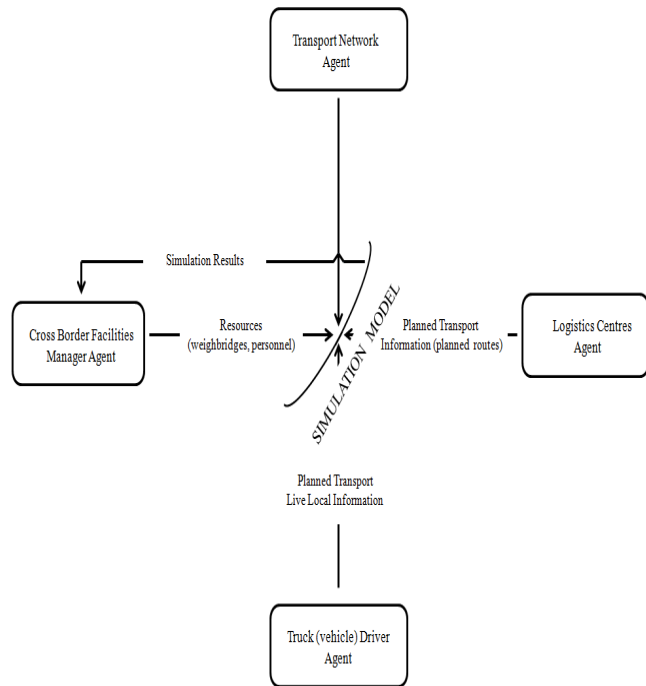 Transport Network
Agent
Simulation Results
Cross Border Facilities
Manager Agent
Resources
(weighbridges, personnel)
SIMULATION MODEL
Planned Transport
Information (planned routes)
Logistics Centres
Agent
Planned Transport
Live Local Information
Truck (vehicle) Driver
Agent